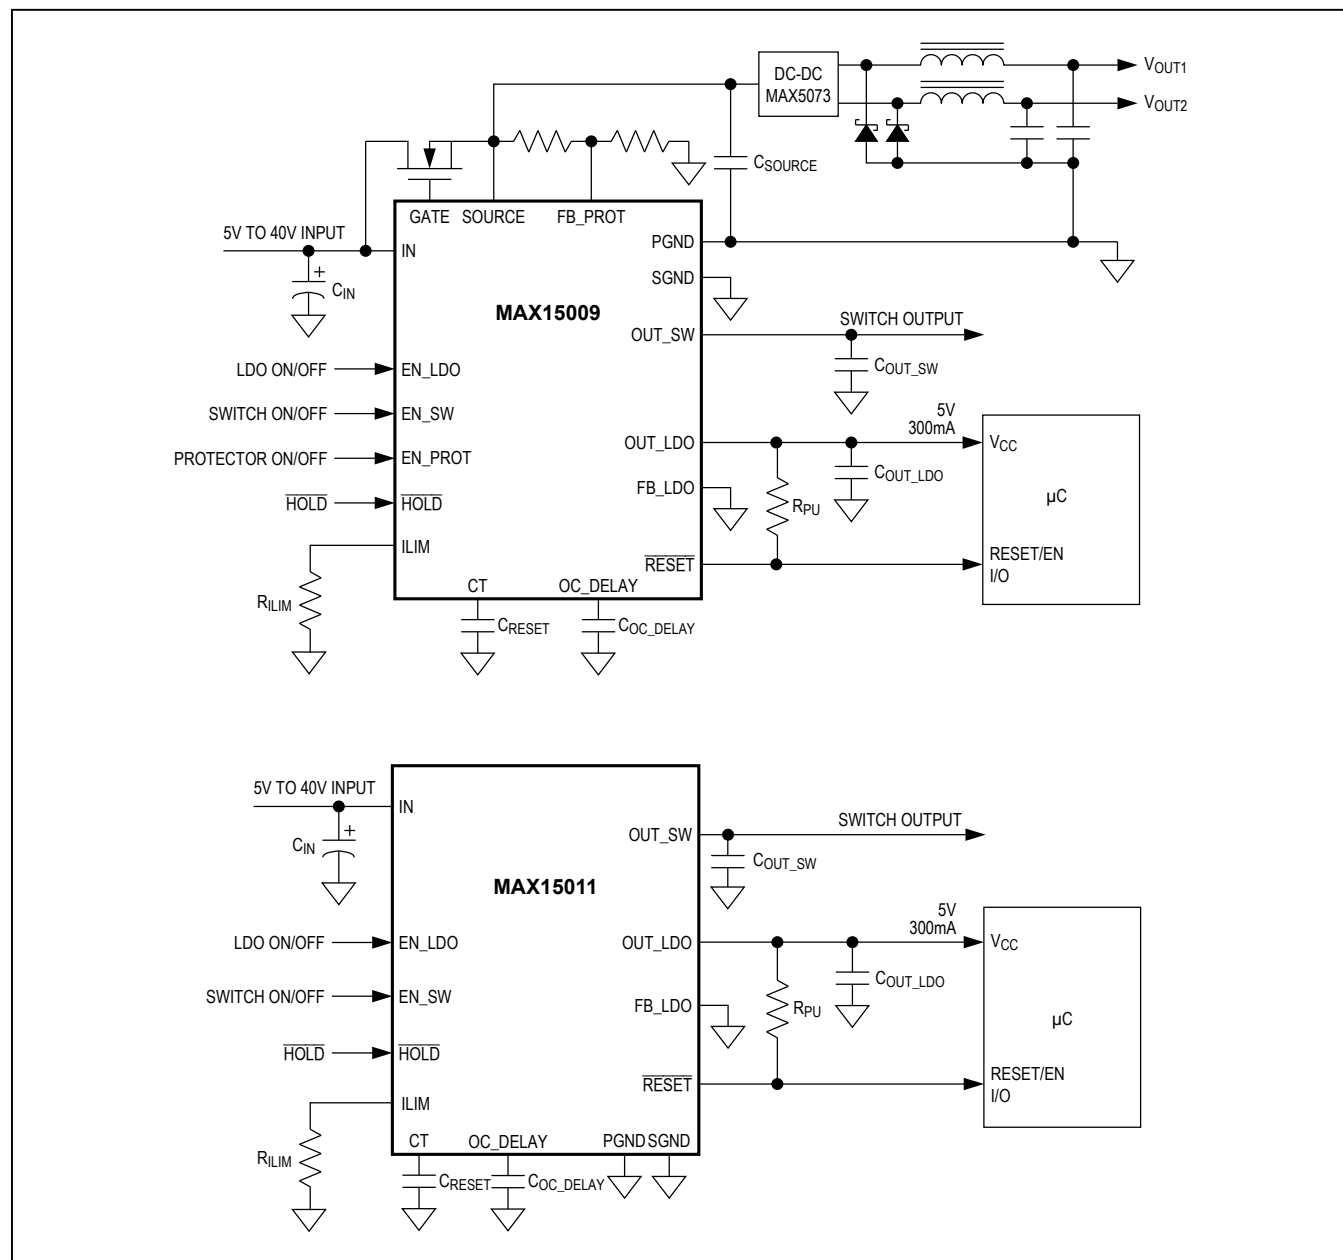 DC-DC
MAX5073
VOUT1
VOUT2
CSOURCE
GATE SOURCE FB_PROT
5V TO 40V INPUT
IN
PGND
CIN
SGND
MAX15009
SWITCH OUTPUT
OUT_SW
COUT_SW
LDO ON/OFF
EN_LDO
SWITCH ON/OFF
EN_SW
5V
300mA
OUT_LDO
VCC
PROTECTOR ON/OFF
EN_PROT
COUT_LDO
FB_LDO
HOLD
HOLD
RPU
µC
ILIM
RESET
RESET/EN
I/O
CT
OC_DELAY
RILIM
CRESET
COC_DELAY
5V TO 40V INPUT
IN
SWITCH OUTPUT
OUT_SW
CIN
COUT_SW
MAX15011
5V
300mA
LDO ON/OFF
EN_LDO
OUT_LDO
VCC
COUT_LDO
SWITCH ON/OFF
EN_SW
FB_LDO
RPU
µC
HOLD
HOLD
RESET
RESET/EN
I/O
ILIM
CT
OC_DELAY
PGND SGND
RILIM
CRESET
COC_DELAY